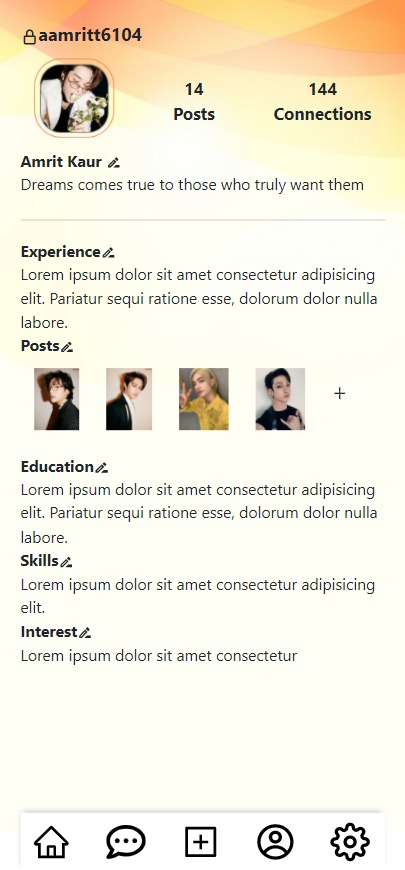 aamritt6104
14 144
Posts Connections
Amrit Kaur
Dreams comes true to those who truly want them
Experience
Lorem ipsum dolor sit amet consectetur adipisicing
elit. Pariatur sequi ratione esse, dolorum dolor nulla
labore.
Posts
+
Education
Lorem ipsum dolor sit amet consectetur adipisicing
elit. Pariatur sequi ratione esse, dolorum dolor nulla
labore.
Skills
Lorem ipsum dolor sit amet consectetur adipisicing
elit.
Interest
Lorem ipsum dolor sit amet consectetur